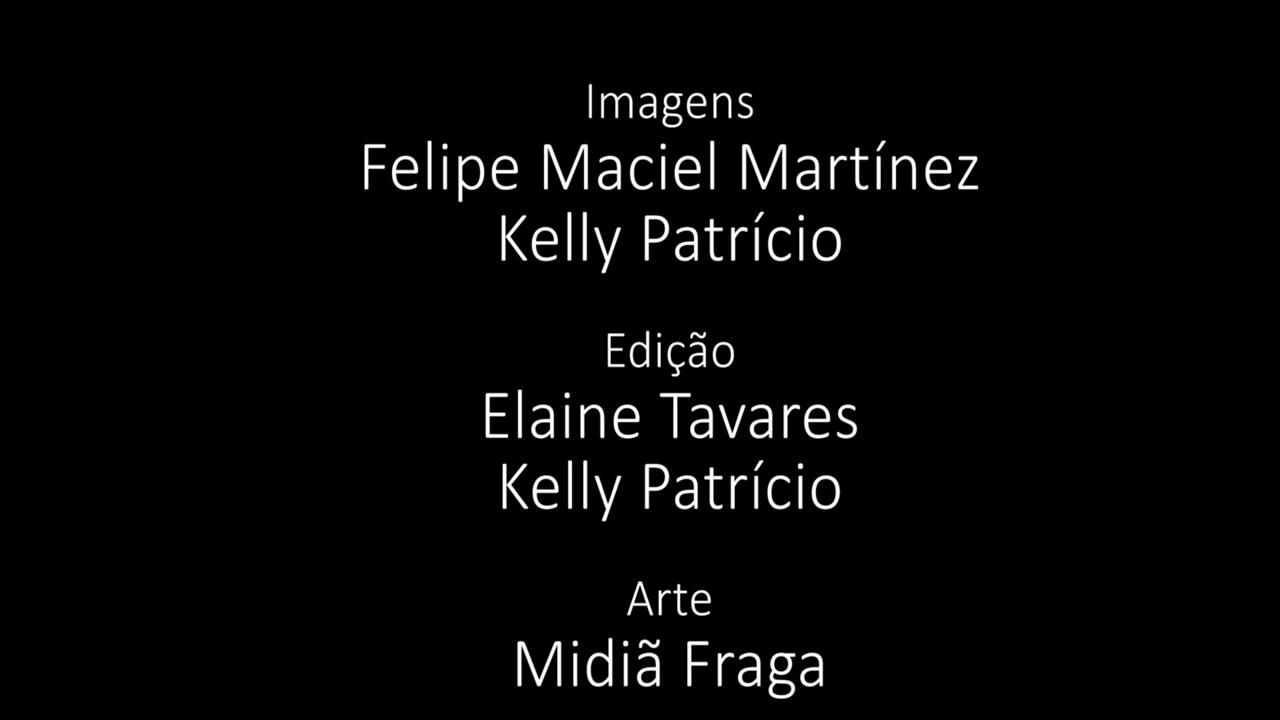 Imagens
Felipe Maciel Martínez
Kelly Patrício
Edição
Elaine Tavares
Kelly Patrício
Arte
Midiã Fraga